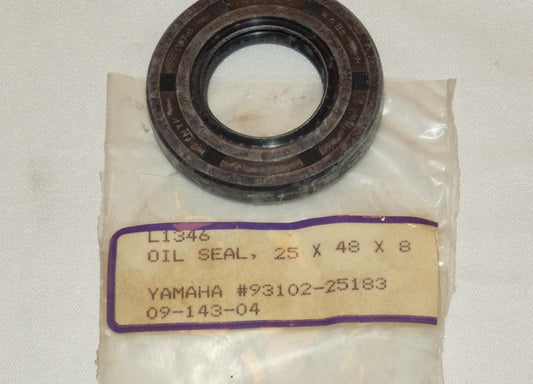 L1346
OIL SEAL, 25 X 48 X 8
YAMAHA #93102-25183
09-143-04